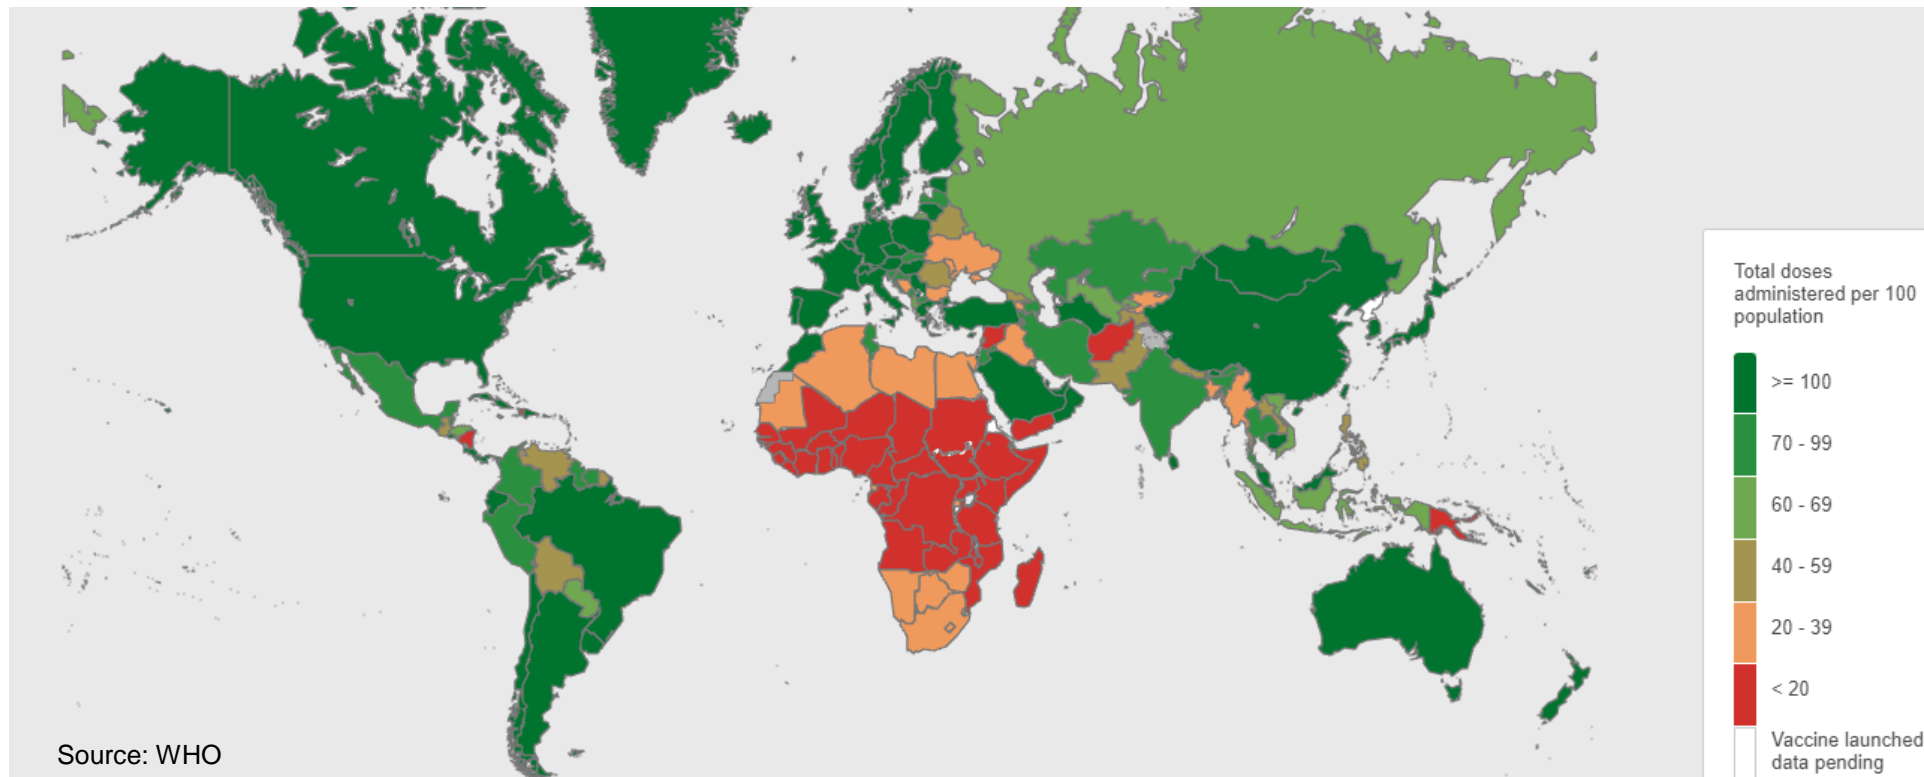 Total doses
administered per 100
population
>= 100
70 - 99
60 - 69
40 - 59
20 - 39
< 20
Vaccine launched
data pending
Source: WHO